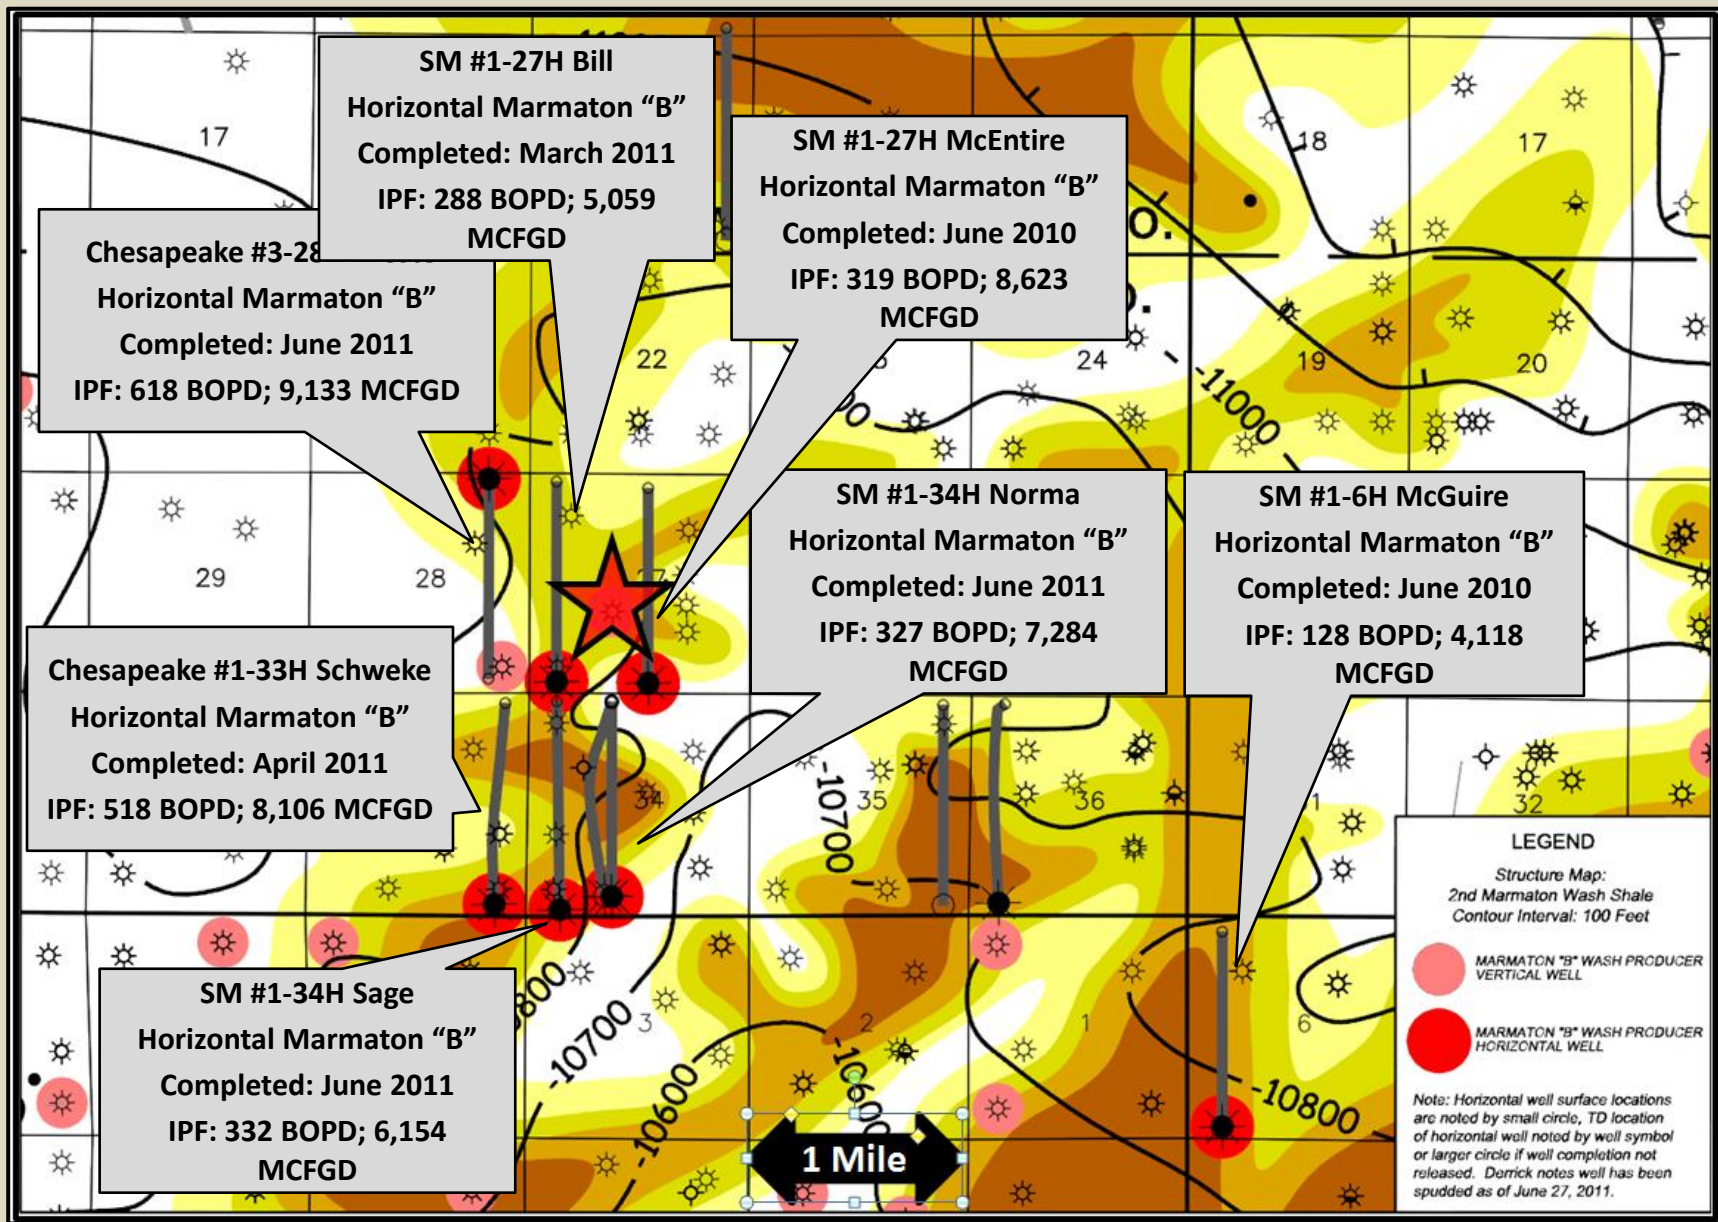 SM #1-27H Bill
Horizontal Marmaton “B”
Completed: March 2011
IPF: 288 BOPD; 5,059
MCFGD
SM #1-27H McEntire
Horizontal Marmaton “B”
Completed: June 2010
IPF: 319 BOPD; 8,623
MCFGD
Chesapeake #3-28
Horizontal Marmaton “B”
Completed: June 2011
IPF: 618 BOPD; 9,133 MCFGD
SM #1-34H Norma
Horizontal Marmaton “B”
Completed: June 2011
IPF: 327 BOPD; 7,284
MCFGD
SM #1-6H McGuire
Horizontal Marmaton “B”
Completed: June 2010
IPF: 128 BOPD; 4,118
MCFGD
Chesapeake #1-33H Schweke
Horizontal Marmaton “B”
Completed: April 2011
IPF: 518 BOPD; 8,106 MCFGD
SM #1-34H Sage
Horizontal Marmaton “B”
Completed: June 2011
IPF: 332 BOPD; 6,154
MCFGD
17
18
17
22
24
19
20
29
28
34
35
36
32
3
2
1
6
-11000
-10700
-10700
-10600
-10600
-10800
1 Mile
LEGEND
Structure Map:
2nd Marmaton Wash Shale
Contour Interval: 100 Feet
MARMATON "B" WASH PRODUCER
VERTICAL WELL
MARMATON "B" WASH PRODUCER
HORIZONTAL WELL
Note: Horizontal well surface locations
are noted by small circle, TD location
of horizontal well noted by well symbol
or larger circle if well completion not
released. Derrick notes well has been
spudded as of June 27, 2011.